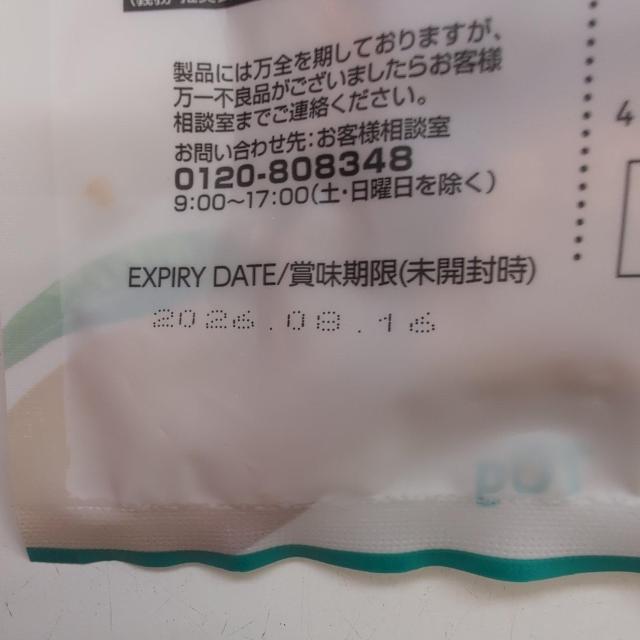 製品には万全を期しておりますが、
万一不良品がございましたらお客様
相談室までご連絡ください。
お問い合わせ先:お客様相談室
0120-808348
9:00〜17:00(土・日曜日を除く)
EXPIRY DATE/賞味期限(未開封時)
2026.08.16
4